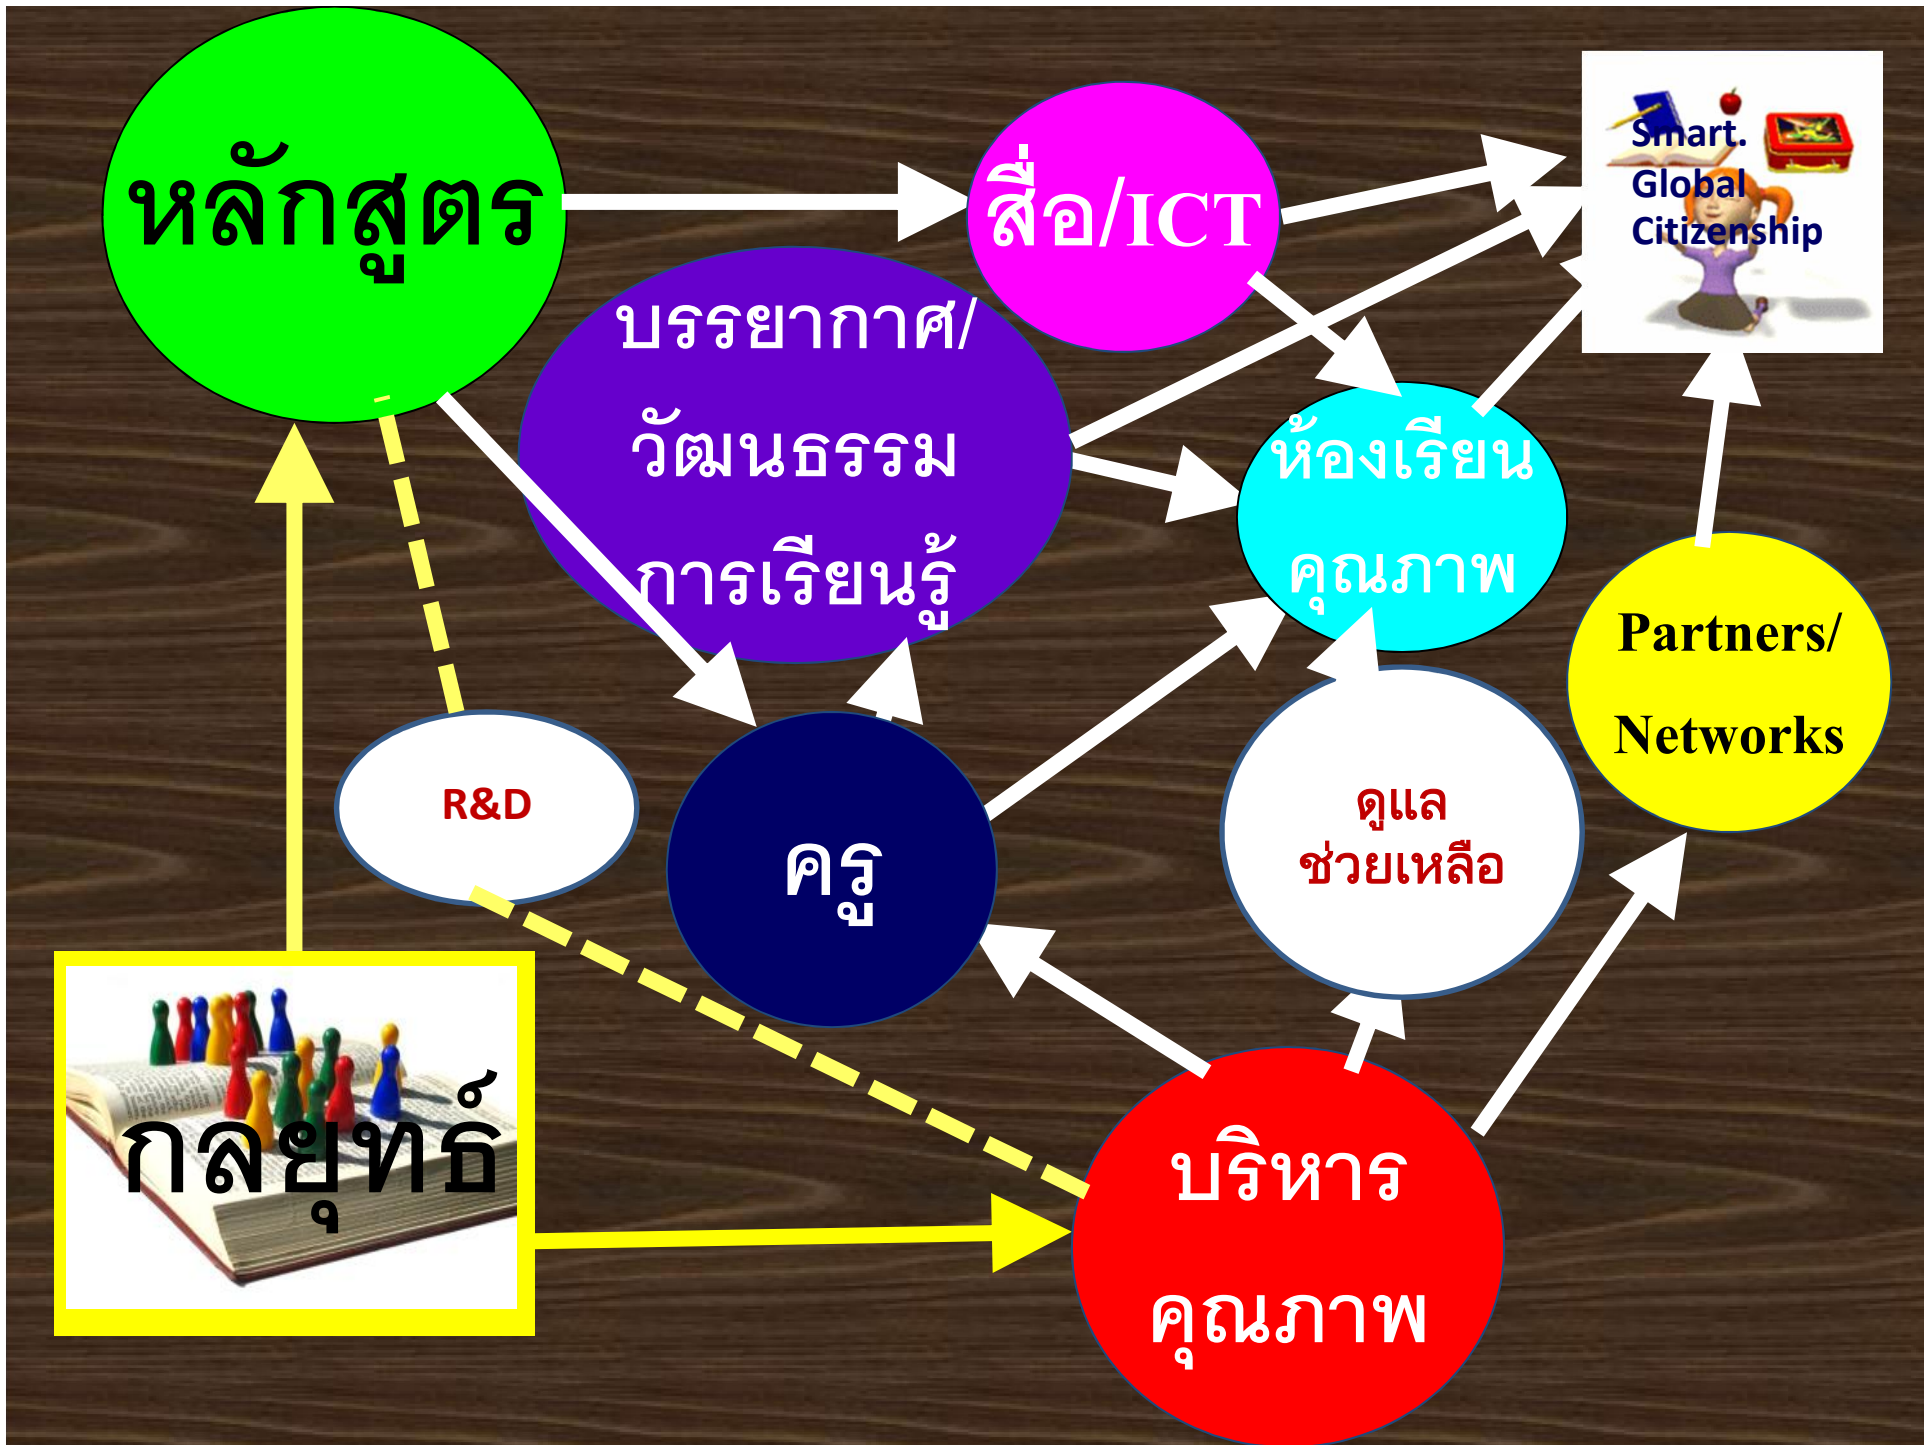 หลักสูตร
สื่อ/ICT
Smart.
Global
Citizenship
บรรยากาศ/
วัฒนธรรม
การเรียนรู้
ห้องเรียน
คุณภาพ
Partners/
Networks
R&D
ครู
ดูแล
ช่วยเหลือ
กลยุทธ์
บริหาร
คุณภาพ